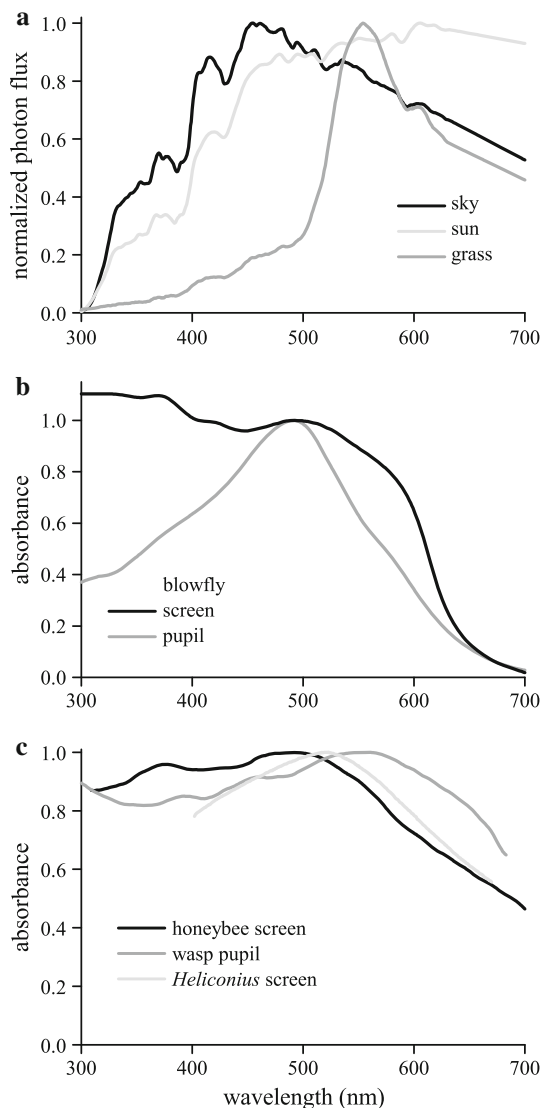 a
normalized photon flux
1.0
0.8
0.6
0.4
0.2
0.0
sky
sun
grass
300
400
500
600
700
b
absorbance
1.0
0.8
0.6
0.4
0.2
0.0
blowfly
screen
pupil
300
400
500
600
700
c
absorbance
1.0
0.8
0.6
0.4
0.2
0.0
honeybee screen
wasp pupil
Heliconius screen
300
400
500
600
700
wavelength (nm)